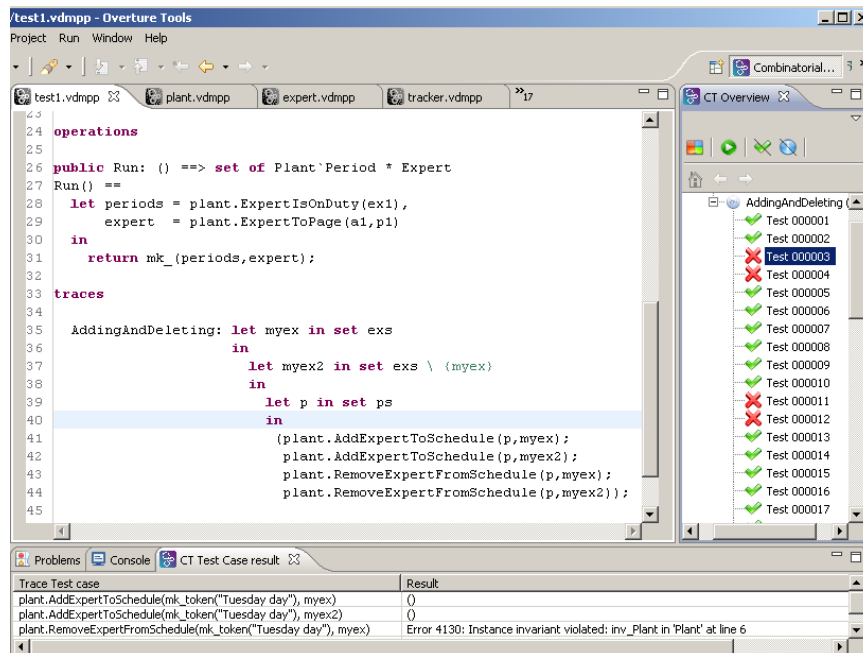 /test1.vdmpp - Overture Tools
Project Run Window Help
Combinatorial...
test1.vdmpp
plant.vdmpp
expert.vdmpp
tracker.vdmpp
»17
CT Overview
23
24 operations
25
26 public Run: () ==> set of Plant`Period * Expert
27 Run() ==
28 let periods = plant.ExpertIsOnDuty(ex1),
29 expert = plant.ExpertToPage(a1,p1)
30 in
31 return mk_(periods,expert);
32
33 traces
34
35 AddingAndDeleting: let myex in set exs
36 in
37 let myex2 in set exs \ {myex}
38 in
39 let p in set ps
40 in
41 (plant.AddExpertToSchedule(p,myex);
42 plant.AddExpertToSchedule(p,myex2);
43 plant.RemoveExpertFromSchedule(p,myex);
44 plant.RemoveExpertFromSchedule(p,myex2));
45
AddingAndDeleting (
Test 000001
Test 000002
Test 000003
Test 000004
Test 000005
Test 000006
Test 000007
Test 000008
Test 000009
Test 000010
Test 000011
Test 000012
Test 000013
Test 000014
Test 000015
Test 000016
Test 000017
Problems
Console
CT Test Case result
Trace Test case Result
plant.AddExpertToSchedule(mk_token("Tuesday day"), myex) ()
plant.AddExpertToSchedule(mk_token("Tuesday day"), myex2) ()
plant.RemoveExpertFromSchedule(mk_token("Tuesday day"), myex) Error 4130: Instance invariant violated: inv_Plant in 'Plant' at line 6